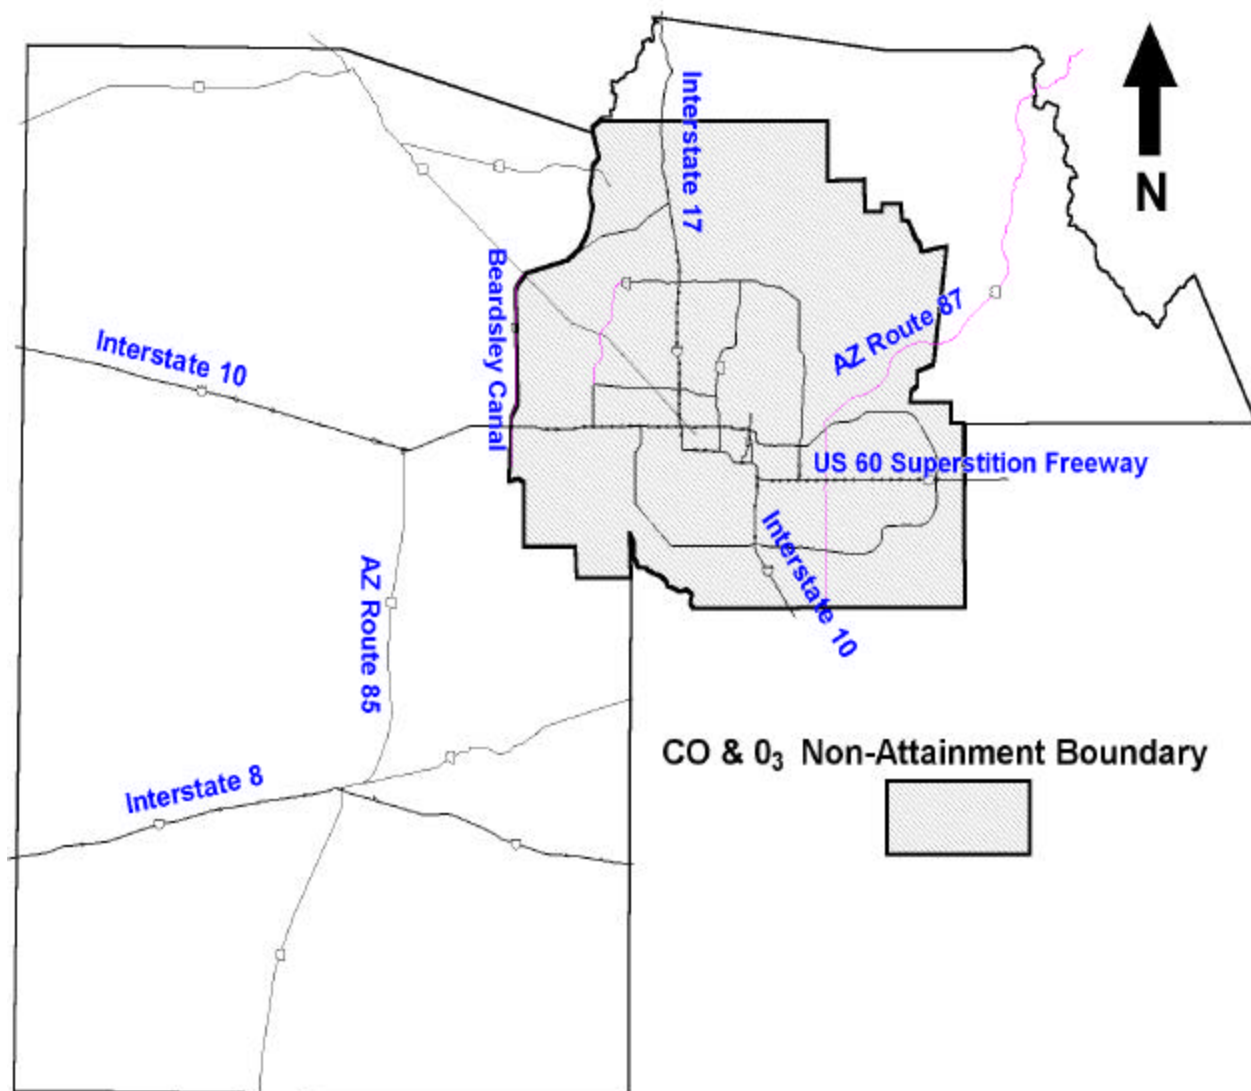 Interstate 17
N
Beardsley Canal
AZ Route 87
Interstate 10
US 60 Superstition Freeway
Interstate 10
AZ Route 85
CO & 0₃ Non-Attainment Boundary
Interstate 8